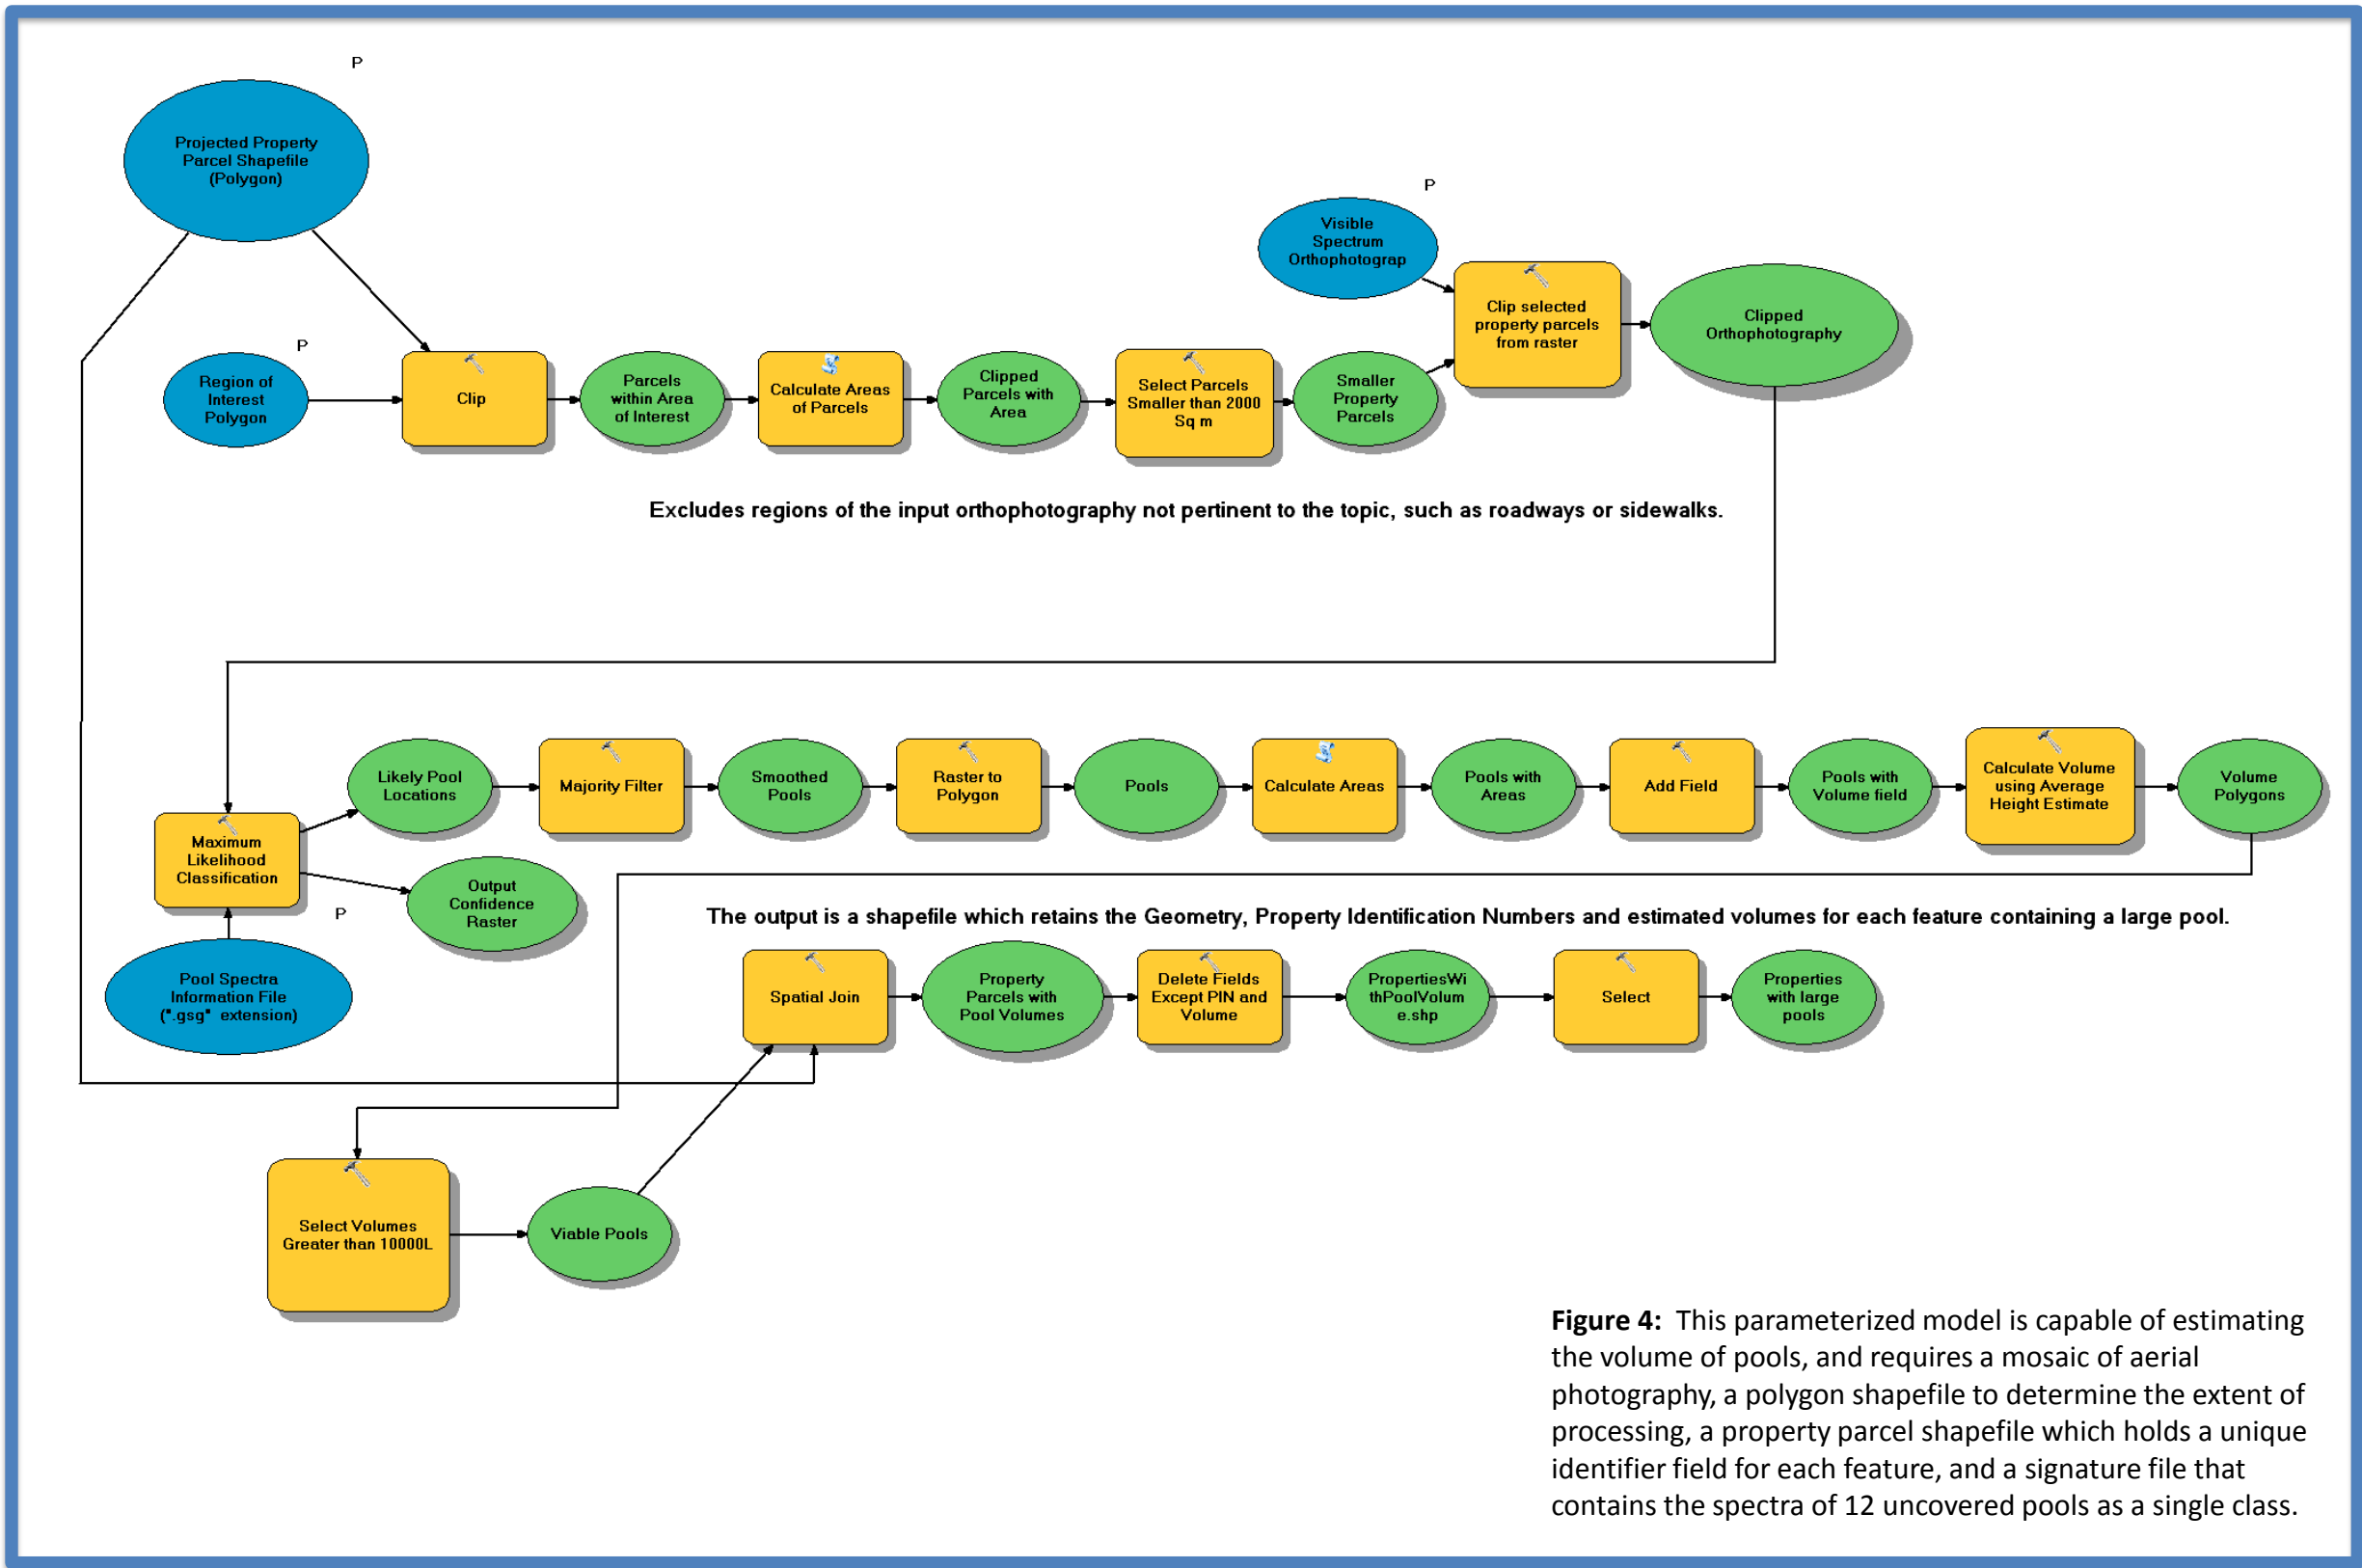 P
Projected Property
Parcel Shapefile
(Polygon)
P
Visible
Spectrum
Orthophotograp
Clip selected
property parcels
from raster
Clipped
Orthophotography
P
Region of
Interest
Polygon
Clip
Parcels
within Area
of Interest
Calculate Areas
of Parcels
Clipped
Parcels with
Area
Select Parcels
Smaller than 2000
Sq m
Smaller
Property
Parcels
Excludes regions of the input orthophotography not pertinent to the topic, such as roadways or sidewalks.
Likely Pool
Locations
Majority Filter
Smoothed
Pools
Raster to
Polygon
Pools
Calculate Areas
Pools with
Areas
Add Field
Pools with
Volume field
Calculate Volume
using Average
Height Estimate
Volume
Polygons
Maximum
Likelihood
Classification
Output
Confidence
Raster
P
Pool Spectra
Information File
(".gsg" extension)
The output is a shapefile which retains the Geometry, Property Identification Numbers and estimated volumes for each feature containing a large pool.
Spatial Join
Property
Parcels with
Pool Volumes
Delete Fields
Except PIN and
Volume
PropertiesWi
thPoolVolum
e.shp
Select
Properties
with large
pools
Select Volumes
Greater than 10000L
Viable Pools
Figure 4: This parameterized model is capable of estimating
the volume of pools, and requires a mosaic of aerial
photography, a polygon shapefile to determine the extent of
processing, a property parcel shapefile which holds a unique
identifier field for each feature, and a signature file that
contains the spectra of 12 uncovered pools as a single class.